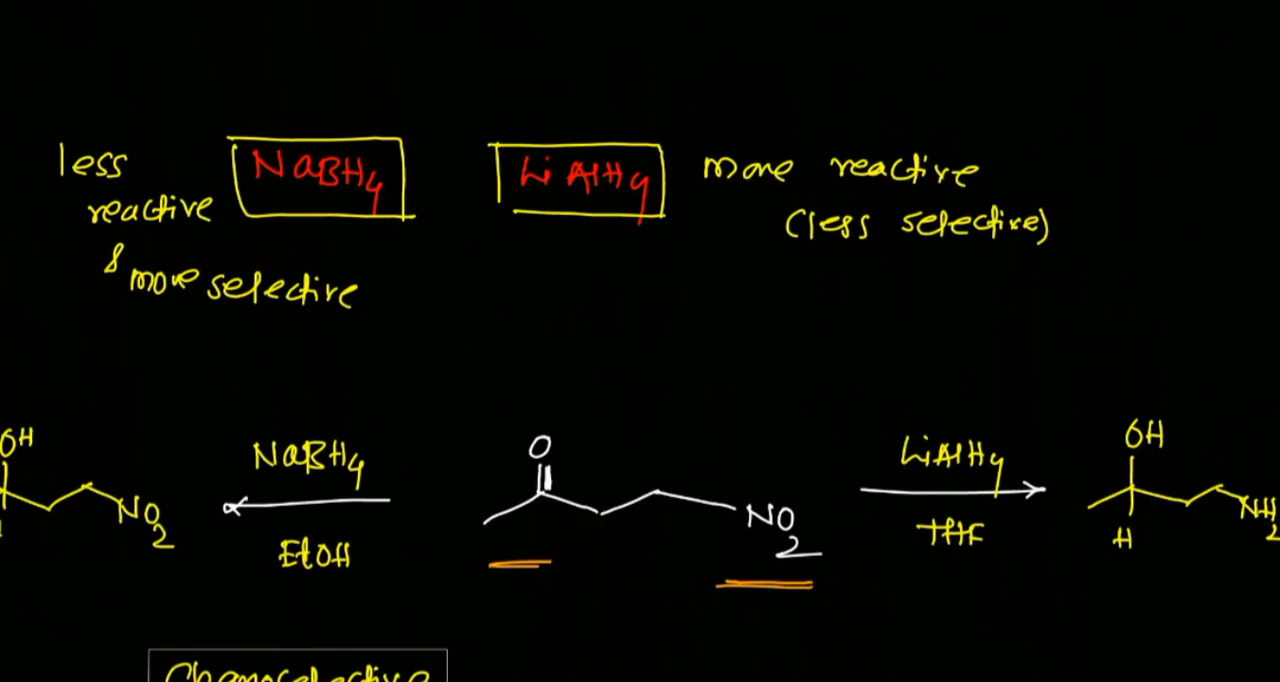 less NaBH4 LiAlH4 more reactive
reactive (less selective)
& more selective
OH NaBH4 O LiAlH4 OH
NO2 EtOH NO2 THF H NH2
Chemoselective